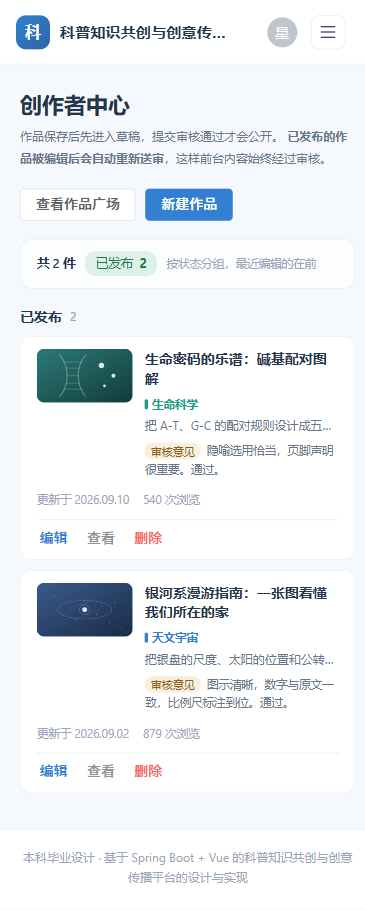 科 科普知识共创与创意传... 星
创作者中心
作品保存后先进入草稿，提交审核通过才会公开。 已发布的作
品被编辑后会自动重新送审，这样前台内容始终经过审核。
查看作品广场 新建作品
共 2 件 已发布 2 按状态分组，最近编辑的在前
已发布 2
生命密码的乐谱：碱基配对图
解
生命科学
把 A-T、G-C 的配对规则设计成五...
审核意见 隐喻选用恰当，页脚声明
很重要。通过。
更新于 2026.09.10 540 次浏览
编辑 查看 删除
银河系漫游指南：一张图看懂
我们所在的家
天文宇宙
把银盘的尺度、太阳的位置和公转...
审核意见 图示清晰，数字与原文一
致，比例尺标注到位。通过。
更新于 2026.09.02 879 次浏览
编辑 查看 删除
本科毕业设计 · 基于 Spring Boot + Vue 的科普知识共创与创意
传播平台的设计与实现